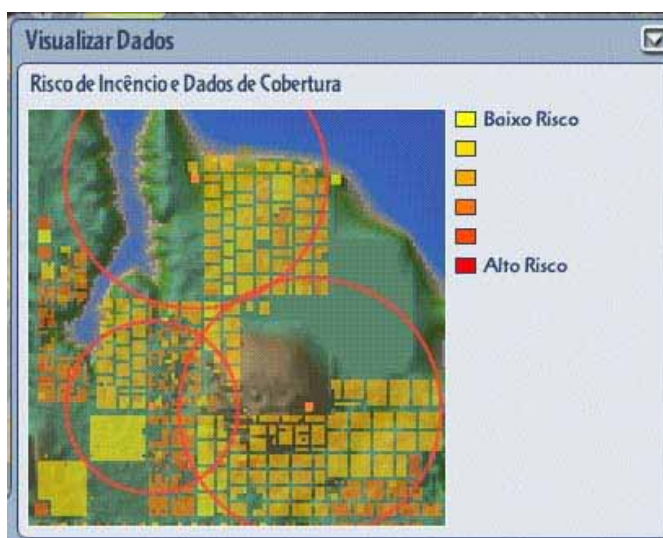 Visualizar Dados
Risco de Incêncio e Dados de Cobertura
Baixo Risco
Alto Risco